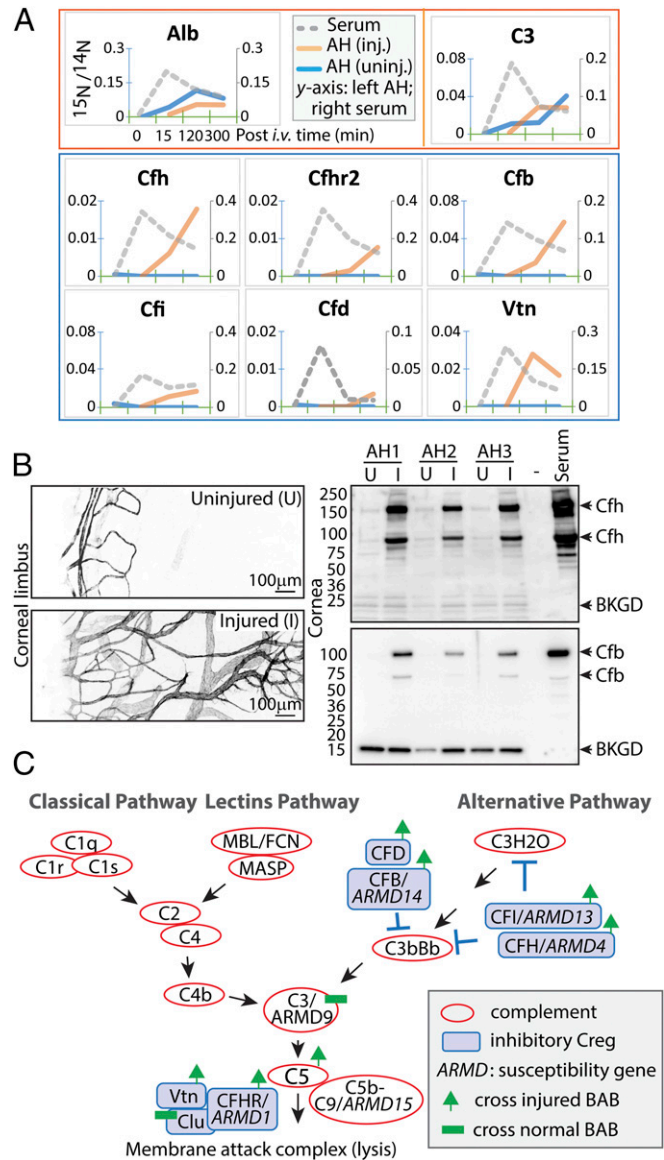 A
Alb
0.3
0.3
0.2
0.15
0.1
0
0
15N/14N
0 15 120 300 Post i.v. time (min)
Serum
AH (inj.)
AH (uninj.)
y-axis: left AH;
right serum
C3
0.08
0.2
0.04
0.1
0
0
Cfh
0.02
0.4
0.01
0.2
0
0
Cfhr2
0.02
0.4
0.01
0.2
0
0
Cfb
0.08
0.4
0.04
0.2
0
0
Cfi
0.08
0.4
0.04
0.2
0
0
Cfd
0.02
0.1
0.01
0.05
0
0
Vtn
0.04
0.3
0.02
0.15
0
0
B
Corneal limbus
Uninjured (U)
100μm
Injured (I)
100μm
Cornea
AH1 AH2 AH3
U I U I U I - Serum
250
150
100
75
50
36
25
Cfh
Cfh
BKGD
100
75
50
36
25
20
15
Cfb
Cfb
BKGD
C
Classical Pathway Lectins Pathway Alternative Pathway
C1q
C1r C1s
MBL/FCN
MASP
CFD
CFB/
ARMD14
C3H2O
C2
C4
CFI/ARMD13
CFH/ARMD4
C3bBb
C4b
C3/
ARMD9
C5
C5b-
C9/ARMD15
Vtn
Clu
CFHR/
ARMD1
Membrane attack complex (lysis)
complement
inhibitory Creg
ARMD: susceptibility gene
cross injured BAB
cross normal BAB